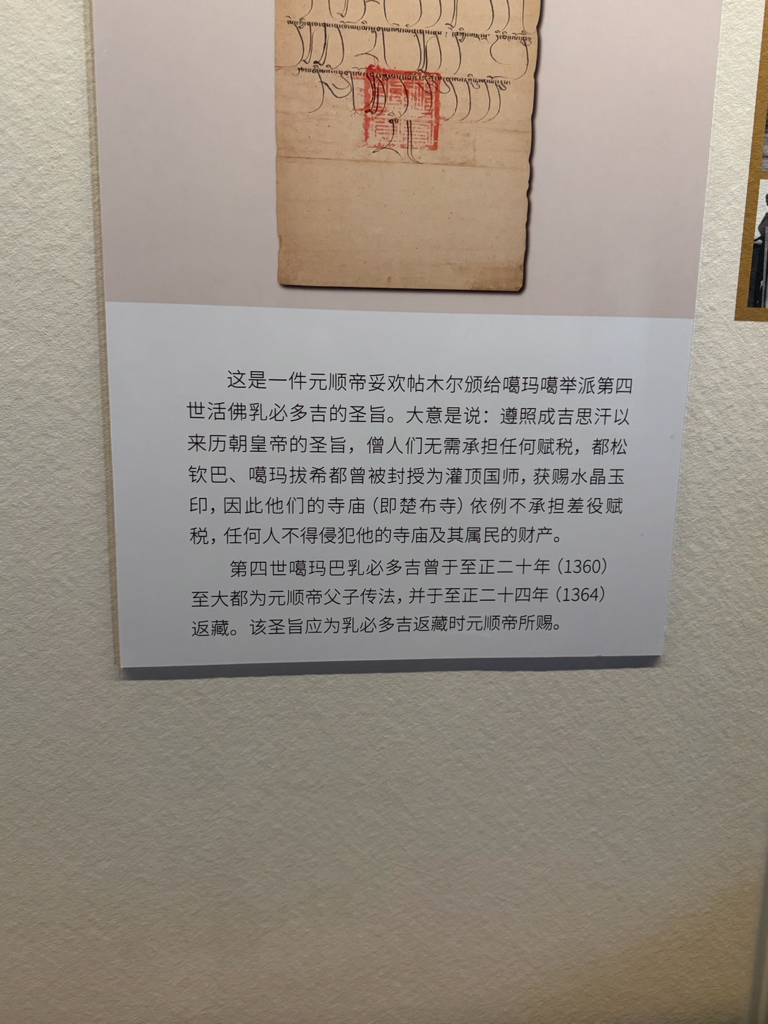 这是一件元顺帝妥欢帖木尔颁给噶玛噶举派第四
世活佛乳必多吉的圣旨。大意是说：遵照成吉思汗以
来历朝皇帝的圣旨，僧人们无需承担任何赋税，都松
钦巴、噶玛拔希都曾被封授为灌顶国师，获赐水晶玉
印，因此他们的寺庙（即楚布寺）依例不承担差役赋
税，任何人不得侵犯他的寺庙及其属民的财产。
第四世噶玛巴乳必多吉曾于至正二十年（1360）
至大都为元顺帝父子传法，并于至正二十四年（1364）
返藏。该圣旨应为乳必多吉返藏时元顺帝所赐。